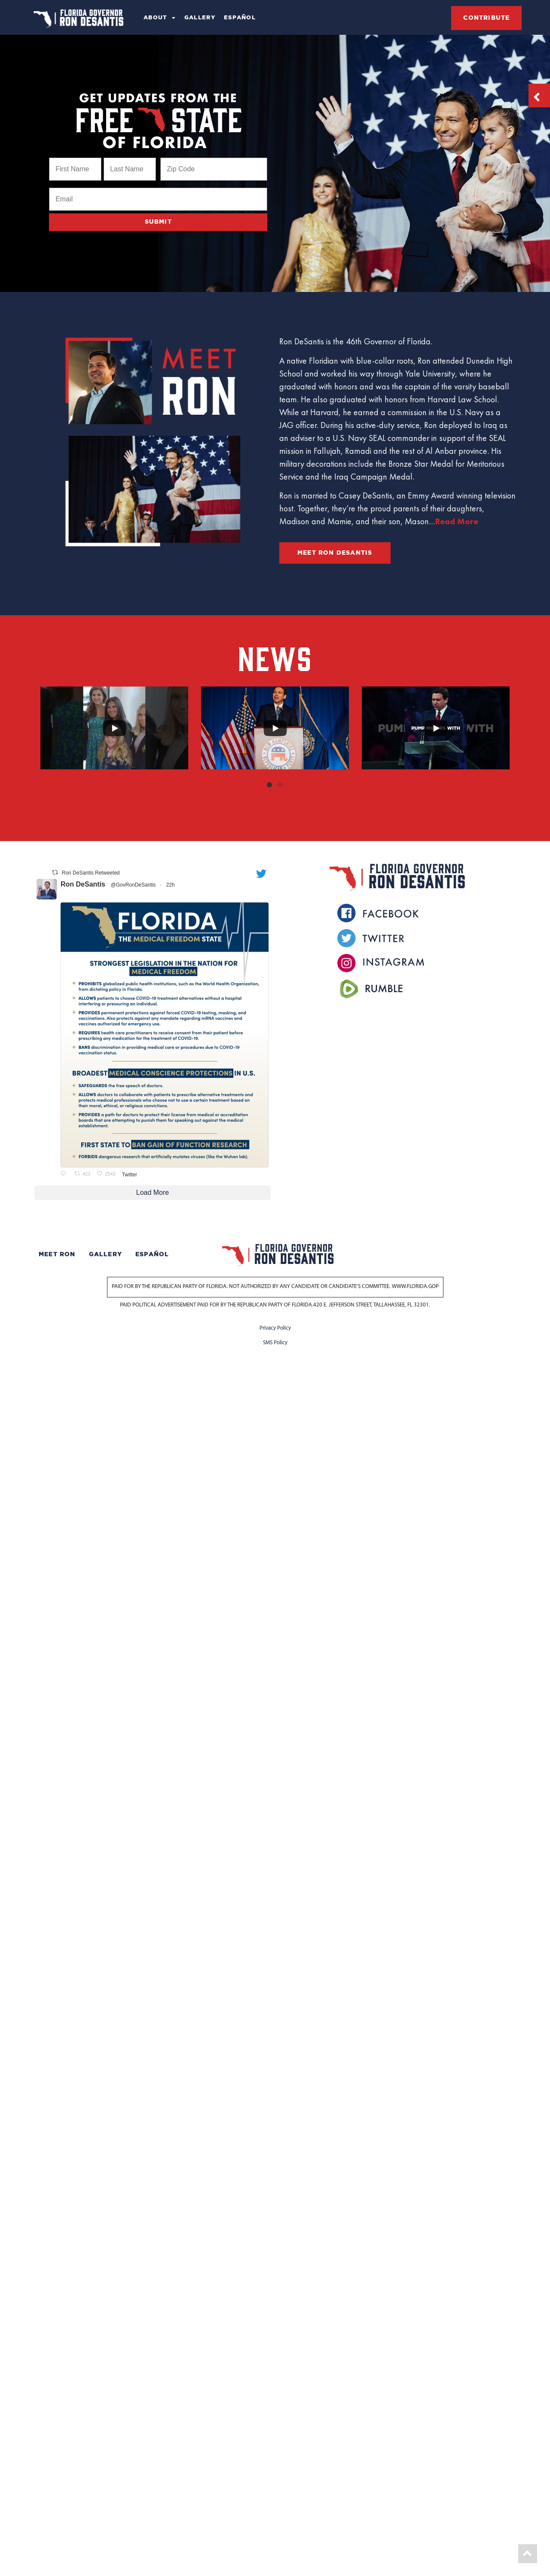 FLORIDA GOVERNOR
RON DESANTIS
ABOUT
GALLERY
ESPAÑOL
CONTRIBUTE
GET UPDATES FROM THE
FREE STATE
OF FLORIDA
First Name
Last Name
Zip Code
Email
SUBMIT
MEET
RON
Ron DeSantis is the 46th Governor of Florida.
A native Floridian with blue-collar roots, Ron attended Dunedin High
School and worked his way through Yale University, where he
graduated with honors and was the captain of the varsity baseball
team. He also graduated with honors from Harvard Law School.
While at Harvard, he earned a commission in the U.S. Navy as a
JAG officer. During his active-duty service, Ron deployed to Iraq as
an adviser to a U.S. Navy SEAL commander in support of the SEAL
mission in Fallujah, Ramadi and the rest of Al Anbar province. His
military decorations include the Bronze Star Medal for Meritorious
Service and the Iraq Campaign Medal.
Ron is married to Casey DeSantis, an Emmy Award winning television
host. Together, they're the proud parents of their daughters,
Madison and Mamie, and their son, Mason...Read More
MEET RON DESANTIS
NEWS
PUM WITH
Ron DeSantis Retweeted
Ron DeSantis @GovRonDeSantis · 22h
FLORIDA
THE MEDICAL FREEDOM STATE
STRONGEST LEGISLATION IN THE NATION FOR
MEDICAL FREEDOM
PROHIBITS globalized public health institutions, such as the World Health Organization,
from dictating policy in Florida.
ALLOWS patients to choose COVID-19 treatment alternatives without a hospital
interfering or pressuring an individual.
PROVIDES permanent protections against forced COVID-19 testing, masking, and
vaccinations. Also protects against any mandate regarding mRNA vaccines and
vaccines authorized for emergency use.
REQUIRES health care practitioners to receive consent from their patient before
prescribing any medication for the treatment of COVID-19.
BANS discrimination in providing medical care or procedures due to COVID-19
vaccination status.
BROADEST MEDICAL CONSCIENCE PROTECTIONS IN U.S.
SAFEGUARDS the free speech of doctors.
ALLOWS doctors to collaborate with patients to prescribe alternative treatments and
protects medical professionals who choose not to use a certain treatment based on
their moral, ethical, or religious convictions.
PROVIDES a path for doctors to protect their license from medical or accreditation
boards that are attempting to punish them for speaking out against the medical
establishment.
FIRST STATE TO BAN GAIN OF FUNCTION RESEARCH
FORBIDS dangerous research that artificially mutates viruses (like the Wuhan lab).
Twitter
Load More
FLORIDA GOVERNOR
RON DESANTIS
FACEBOOK
TWITTER
INSTAGRAM
RUMBLE
MEET RON
GALLERY
ESPAÑOL
FLORIDA GOVERNOR
RON DESANTIS
PAID FOR BY THE REPUBLICAN PARTY OF FLORIDA. NOT AUTHORIZED BY ANY CANDIDATE OR CANDIDATE'S COMMITTEE. WWW.FLORIDA.GOP
PAID POLITICAL ADVERTISEMENT PAID FOR BY THE REPUBLICAN PARTY OF FLORIDA.420 E. JEFFERSON STREET, TALLAHASSEE, FL 32301.
Privacy Policy
SMS Policy